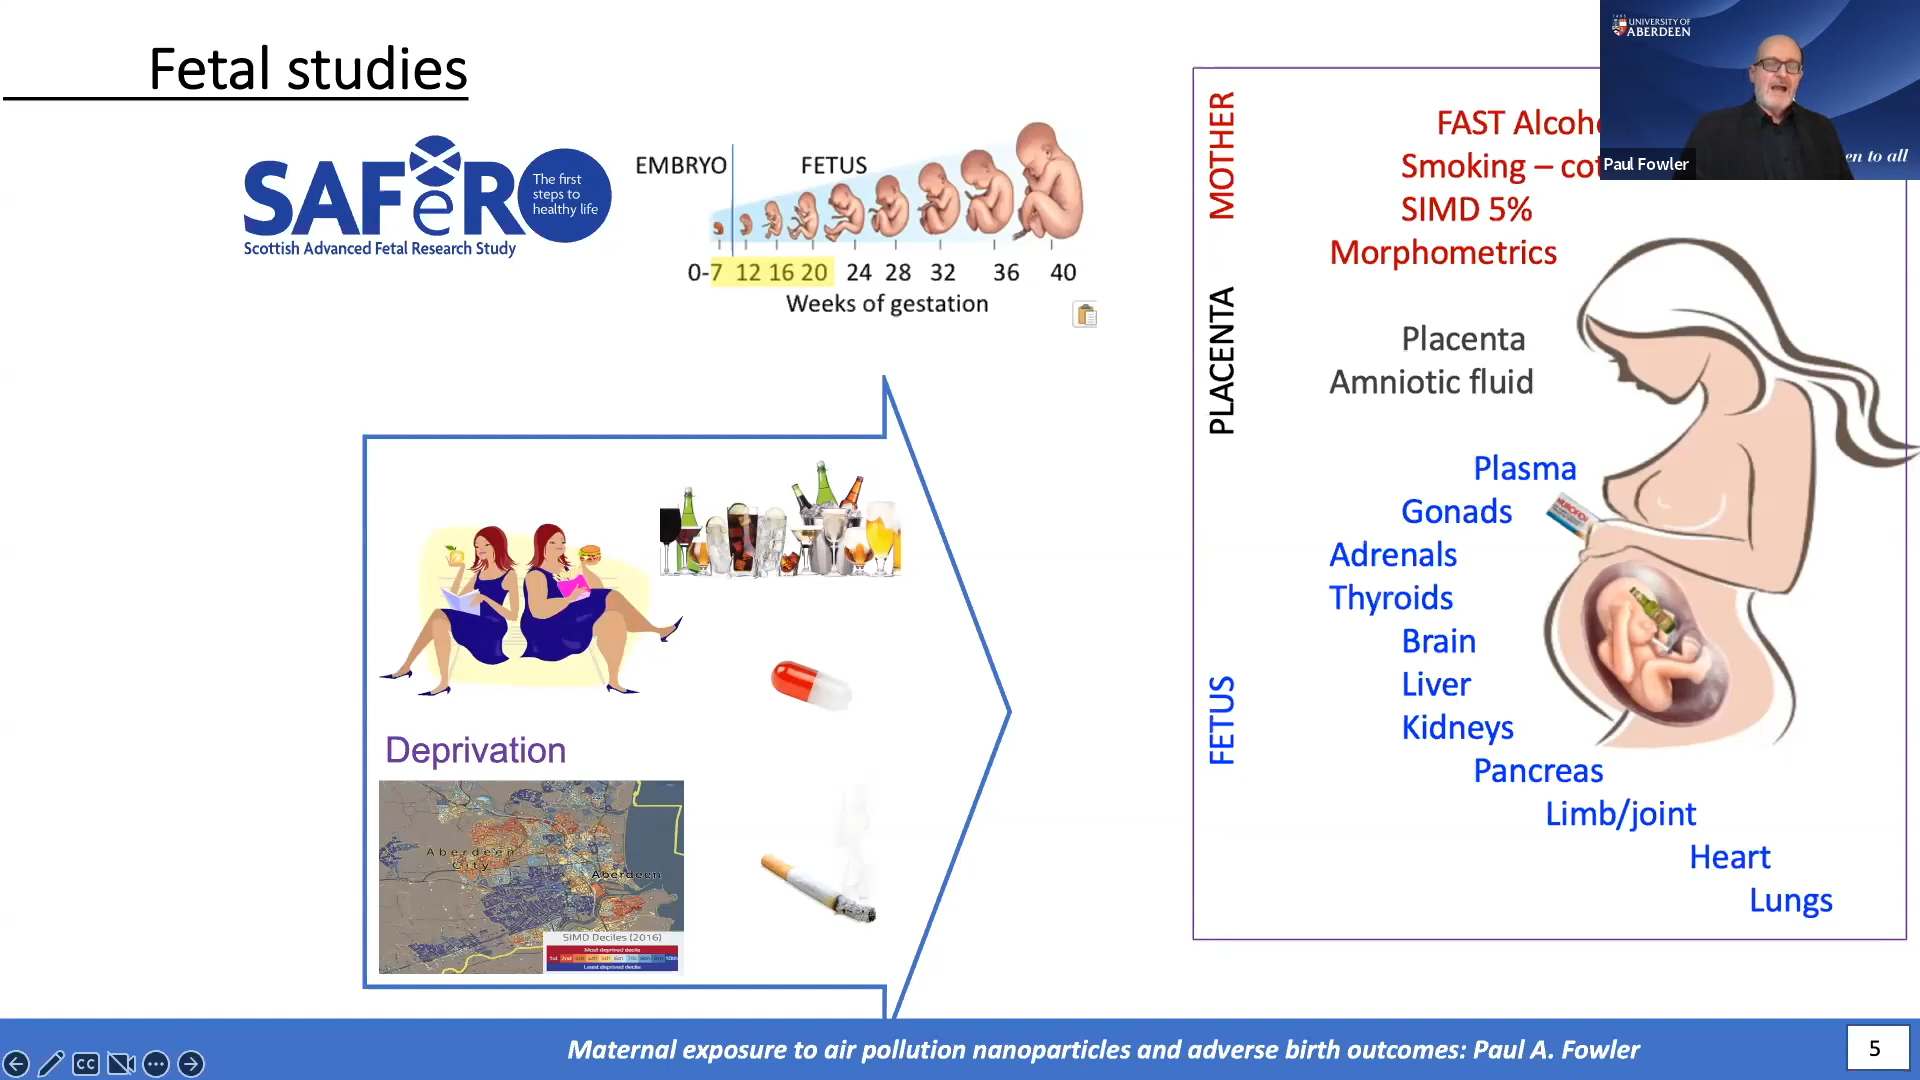 Fetal studies
SAFeR
The first
steps to
healthy life
Scottish Advanced Fetal Research Study
EMBRYO
FETUS
0-7 12 16 20 24 28 32 36 40
Weeks of gestation
Deprivation
Aberdeen
City
Aberdeen
SIMD Deciles (2016)
Most deprived decile
Least deprived decile
MOTHER
FAST Alcoho
Smoking – cot
SIMD 5%
Morphometrics
PLACENTA
Placenta
Amniotic fluid
FETUS
Plasma
Gonads
Adrenals
Thyroids
Brain
Liver
Kidneys
Pancreas
Limb/joint
Heart
Lungs
NUROFEN
UNIVERSITY OF
ABERDEEN
en to all
Paul Fowler
CC
Maternal exposure to air pollution nanoparticles and adverse birth outcomes: Paul A. Fowler
5